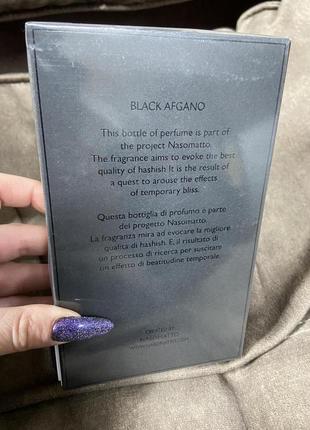 BLACK AFGANO
This bottle of perfume is part of
the project Nasomatto.
The fragrance aims to evoke the best
quality of hashish It is the result of
a quest to arouse the effects
of temporary bliss.
Questa bottiglia di profumo è parte
del progetto Nasomatto.
La fragranza mira ad evocare la migliore
qualità di hashish. E, il risultato di
un processo di ricerca per suscitare
un effetto di beatitudine temporale.
NASOMATTO